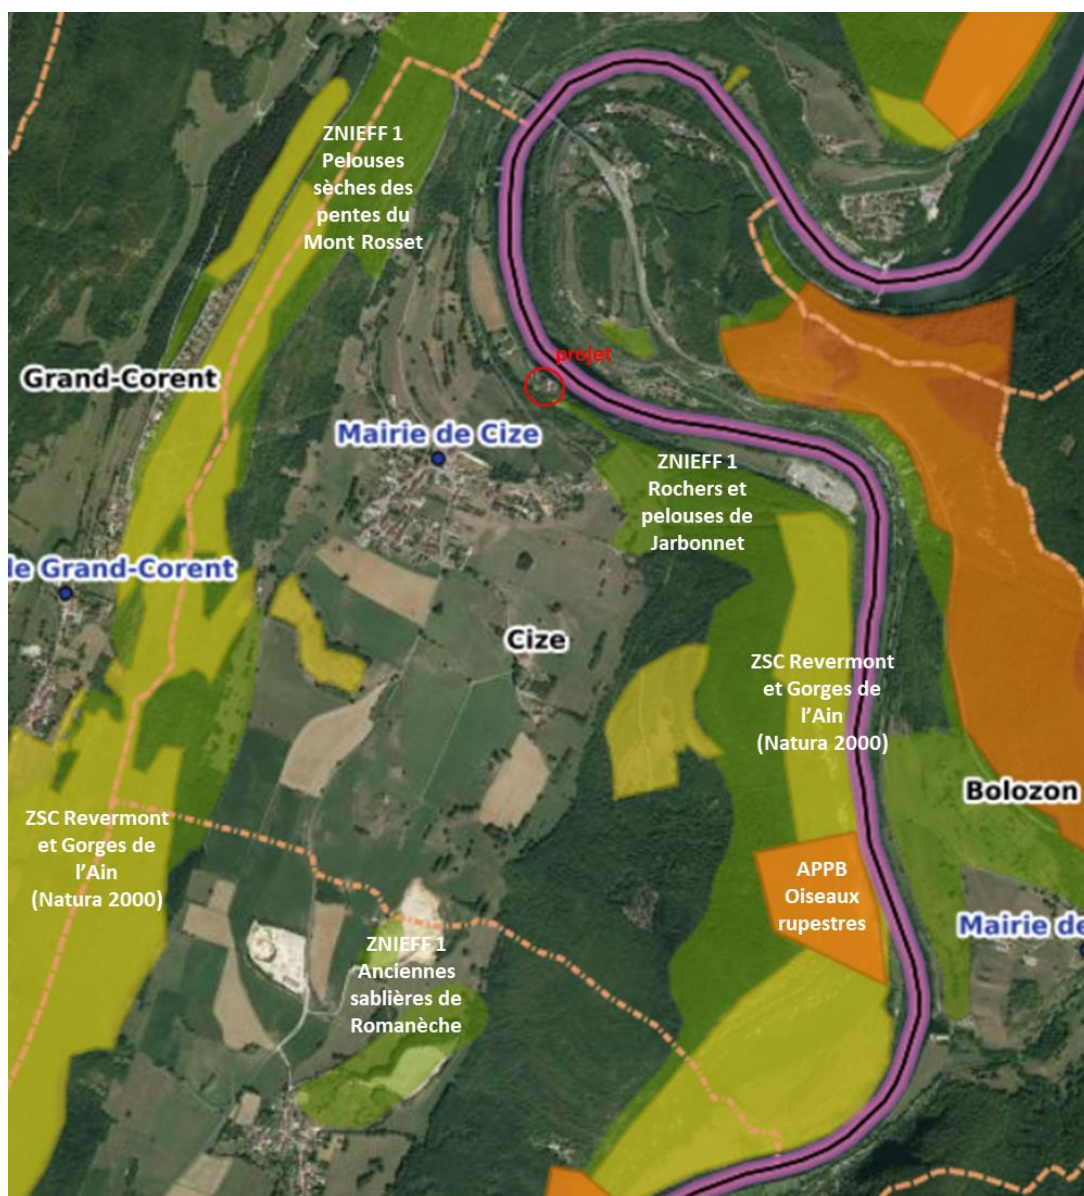 ZNIEFF 1
Pelouses
sèches des
pentes du
Mont Rosset
projet
Grand-Corent
Mairie de Cize
ZNIEFF 1
Rochers et
pelouses de
Jarbonnet
le Grand-Corent
Cize
ZSC Revermont
et Gorges de
l'Ain
(Natura 2000)
Bolozon
ZSC Revermont
et Gorges de
l'Ain
(Natura 2000)
APPB
Oiseaux
rupestres
Mairie de
ZNIEFF 1
Anciennes
sablières de
Romanèche